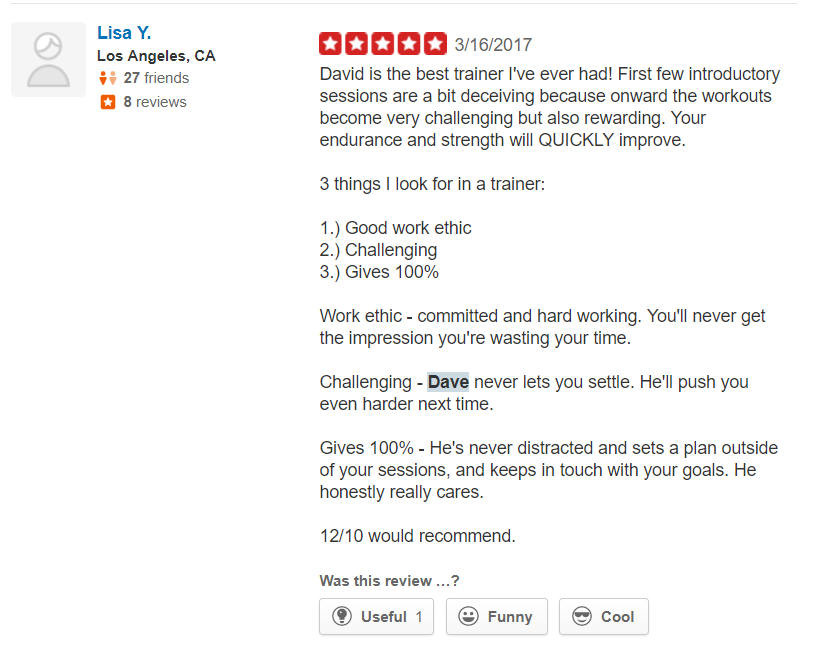 Lisa Y.
Los Angeles, CA
27 friends
8 reviews
3/16/2017
David is the best trainer I've ever had! First few introductory
sessions are a bit deceiving because onward the workouts
become very challenging but also rewarding. Your
endurance and strength will QUICKLY improve.
3 things I look for in a trainer:
1.) Good work ethic
2.) Challenging
3.) Gives 100%
Work ethic - committed and hard working. You'll never get
the impression you're wasting your time.
Challenging - Dave never lets you settle. He'll push you
even harder next time.
Gives 100% - He's never distracted and sets a plan outside
of your sessions, and keeps in touch with your goals. He
honestly really cares.
12/10 would recommend.
Was this review ...?
Useful 1
Funny
Cool